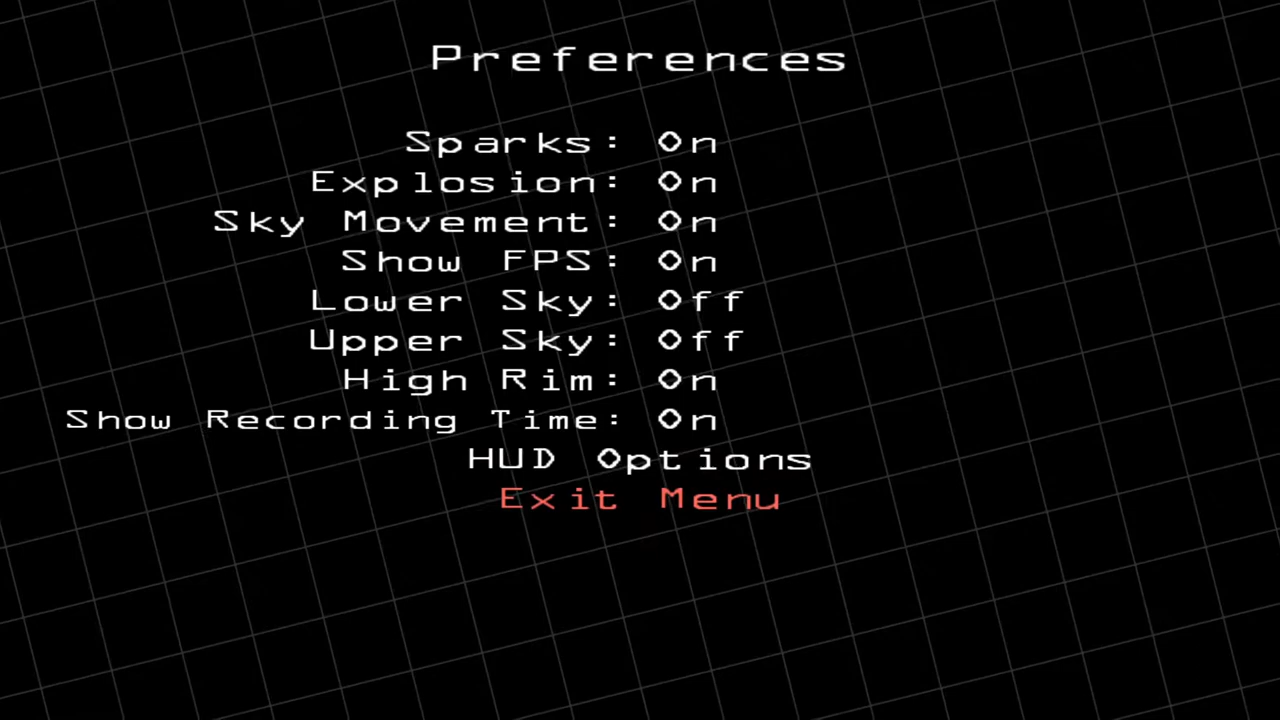 Preferences
Sparks: On
Explosion: On
Sky Movement: On
Show FPS: On
Lower Sky: Off
Upper Sky: Off
High Rim: On
Show Recording Time: On
HUD Options
Exit Menu